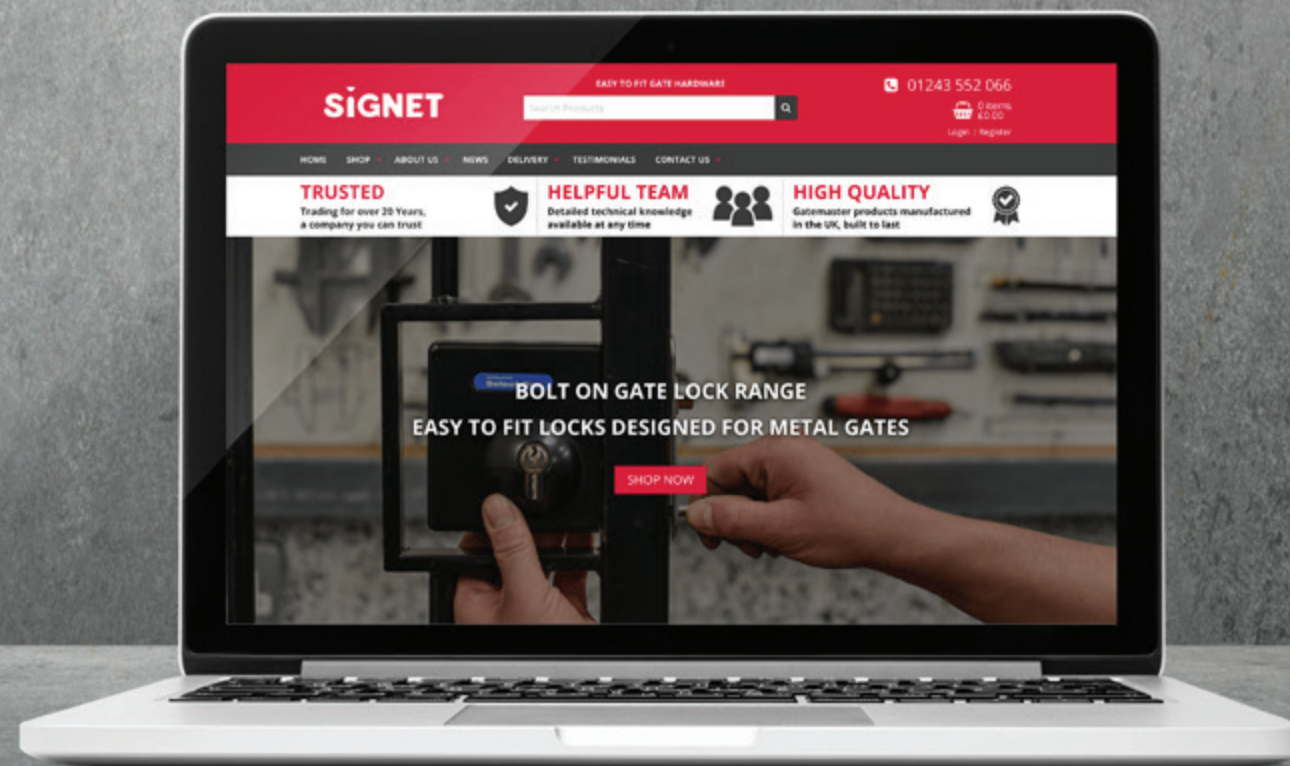 EASY TO FIT GATE HARDWARE
01243 552 066
SiGNET
Search Products
0 items
£0.00
Login | Register
HOME SHOP ABOUT US NEWS DELIVERY TESTIMONIALS CONTACT US
TRUSTED
Trading for over 20 Years,
a company you can trust
HELPFUL TEAM
Detailed technical knowledge
available at any time
HIGH QUALITY
Gatemaster products manufactured
in the UK, built to last
BOLT ON GATE LOCK RANGE
EASY TO FIT LOCKS DESIGNED FOR METAL GATES
SHOP NOW